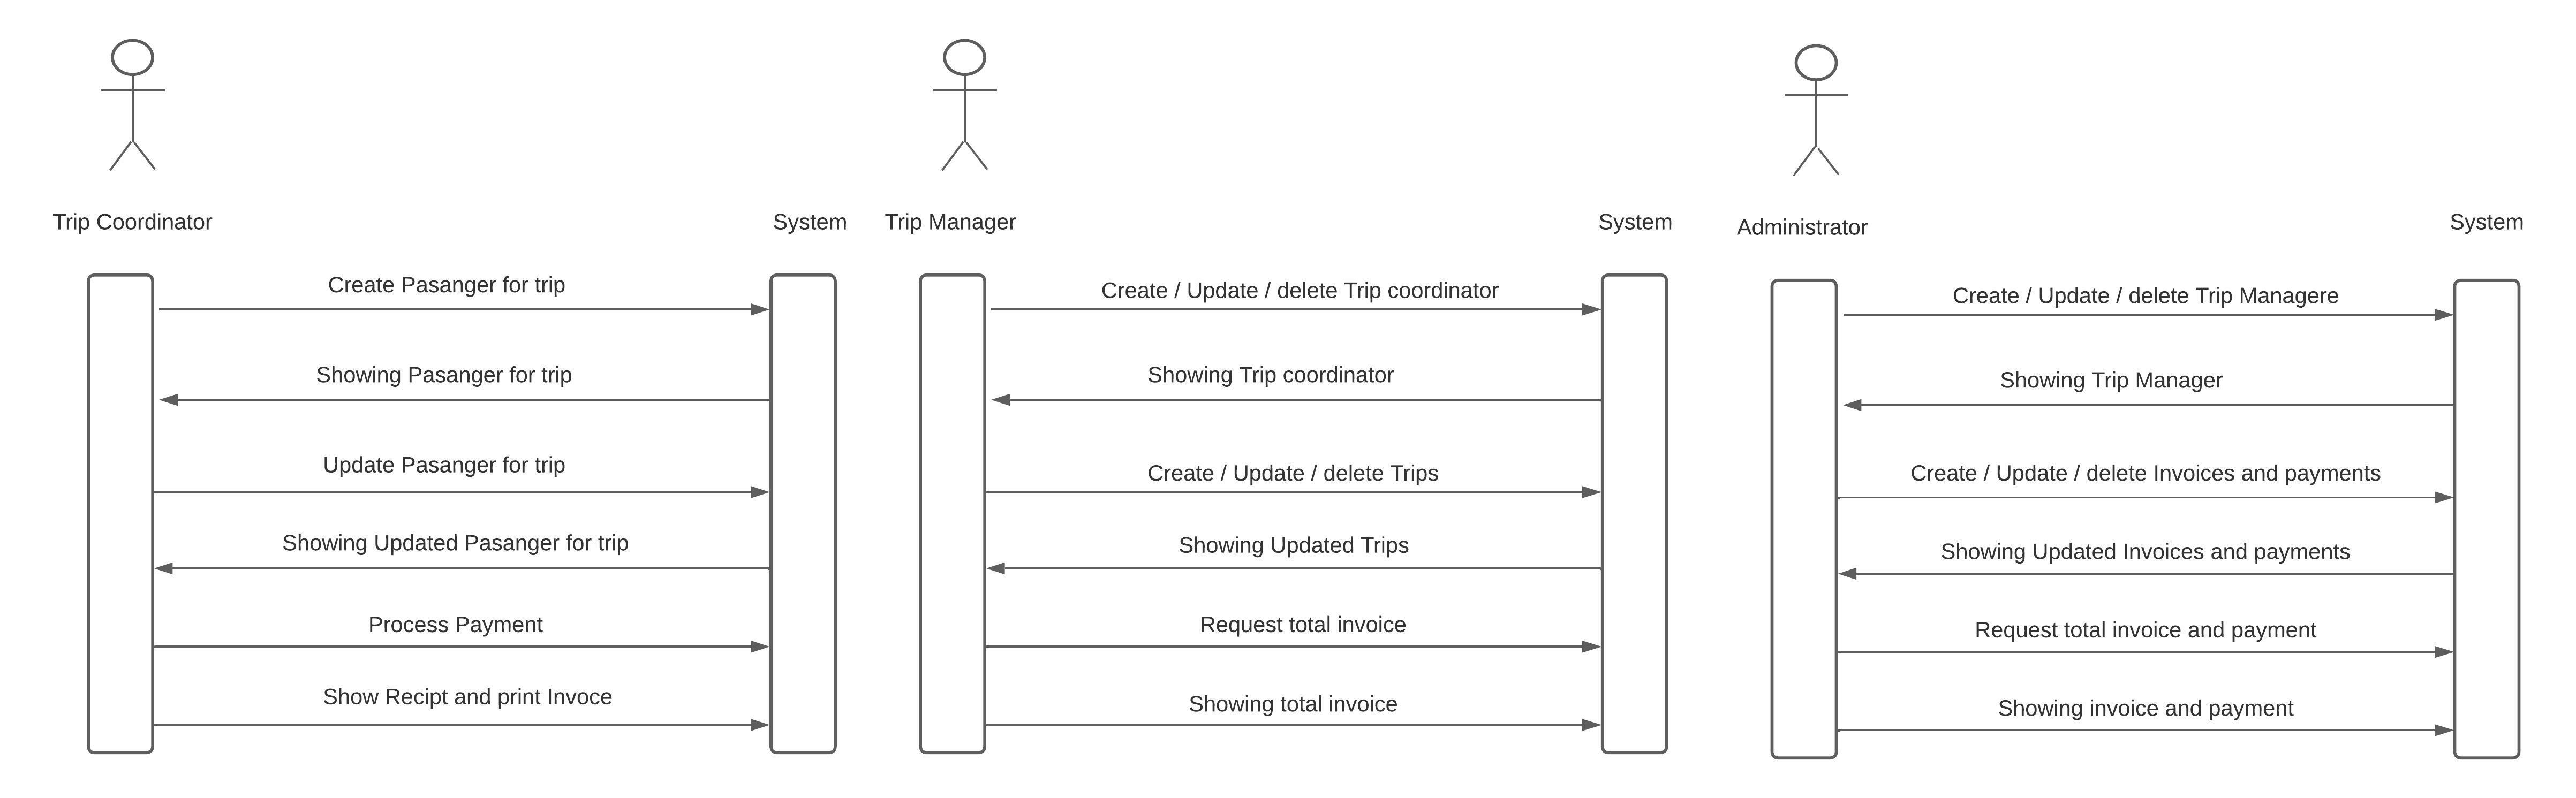 Trip Coordinator
System
Create Pasanger for trip
Showing Pasanger for trip
Update Pasanger for trip
Showing Updated Pasanger for trip
Process Payment
Show Recipt and print Invoce
Trip Manager
System
Create / Update / delete Trip coordinator
Showing Trip coordinator
Create / Update / delete Trips
Showing Updated Trips
Request total invoice
Showing total invoice
Administrator
System
Create / Update / delete Trip Managere
Showing Trip Manager
Create / Update / delete Invoices and payments
Showing Updated Invoices and payments
Request total invoice and payment
Showing invoice and payment